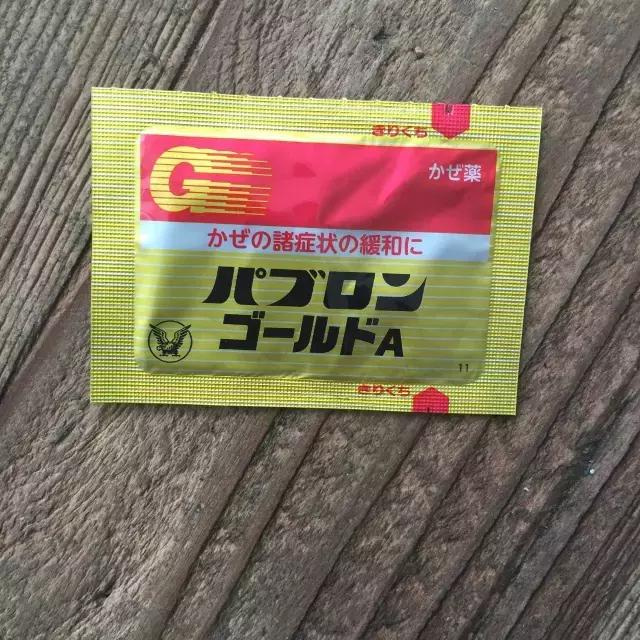 きりくち
G
かぜ薬
かぜの諸症状の緩和に
パブロン
ゴールドA
11
きりくち